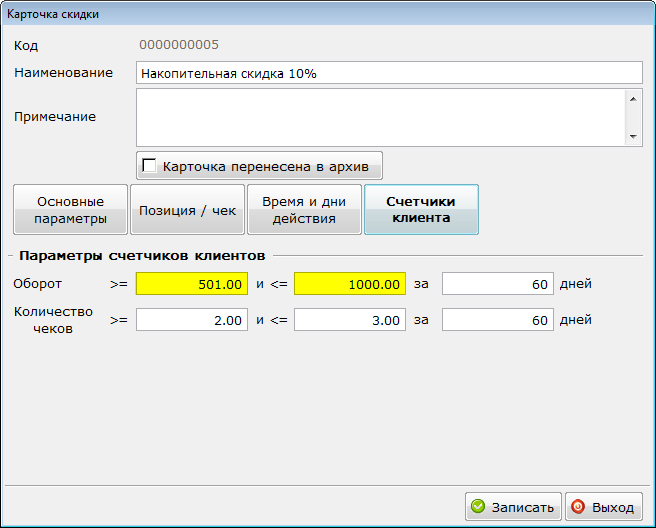 Карточка скидки
Код 0000000005
Наименование Накопительная скидка 10%
Примечание
Карточка перенесена в архив
Основные параметры Позиция / чек Время и дни действия Счетчики клиента
Параметры счетчиков клиентов
Оборот >= 501.00 и <= 1000.00 за 60 дней
Количество чеков >= 2.00 и <= 3.00 за 60 дней
Записать Выход